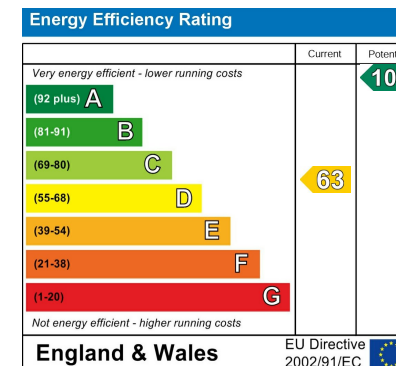 Energy Efficiency Rating
Current
Potent
Very energy efficient - lower running costs
(92 plus) A
10
(81-91) B
(69-80) C
63
(55-68) D
(39-54) E
(21-38) F
(1-20) G
Not energy efficient - higher running costs
England & Wales
EU Directive
2002/91/EC